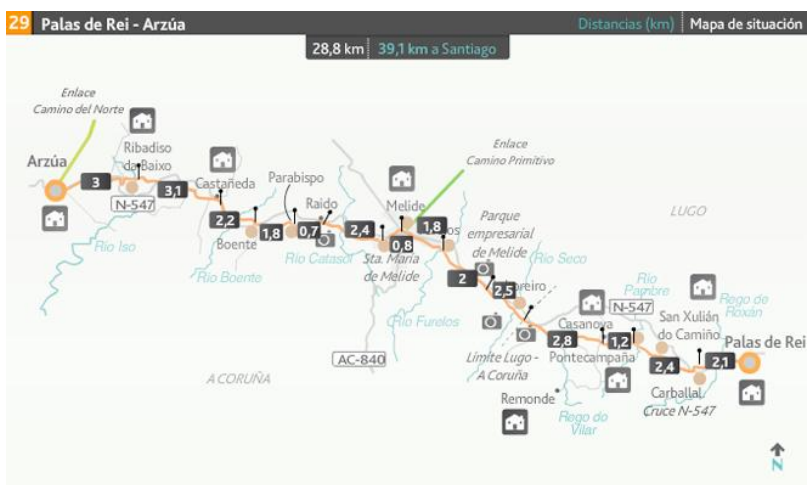 29 Palas de Rei - Arzúa
Distancias (km) Mapa de situación
28,8 km 39,1 km a Santiago
Enlace
Camino del Norte
Arzúa
3
Ribadiso
da Baixo
N-547
3,1
Castañeda
Río Iso
2,2
Boente
Río Boente
1,8
Parabispo
0,7
Raido
Río Catasol
2,4
Sta. María
de Melide
Melide
0,8
1,8
Enlace
Camino Primitivo
Río Furelos
AC-840
A CORUÑA
Parque
empresarial
de Melide
2
2,5
Río Seco
LUGO
Límite Lugo -
A Coruña
2,8
Casanova
Pontecampaña
Remonde
Rego do
Vilar
1,2
N-547
Río
Pambre
San Xulián
do Camiño
2,4
Carballal
Cruce N-547
Rego de
Roxán
2,1
Palas de Rei
N